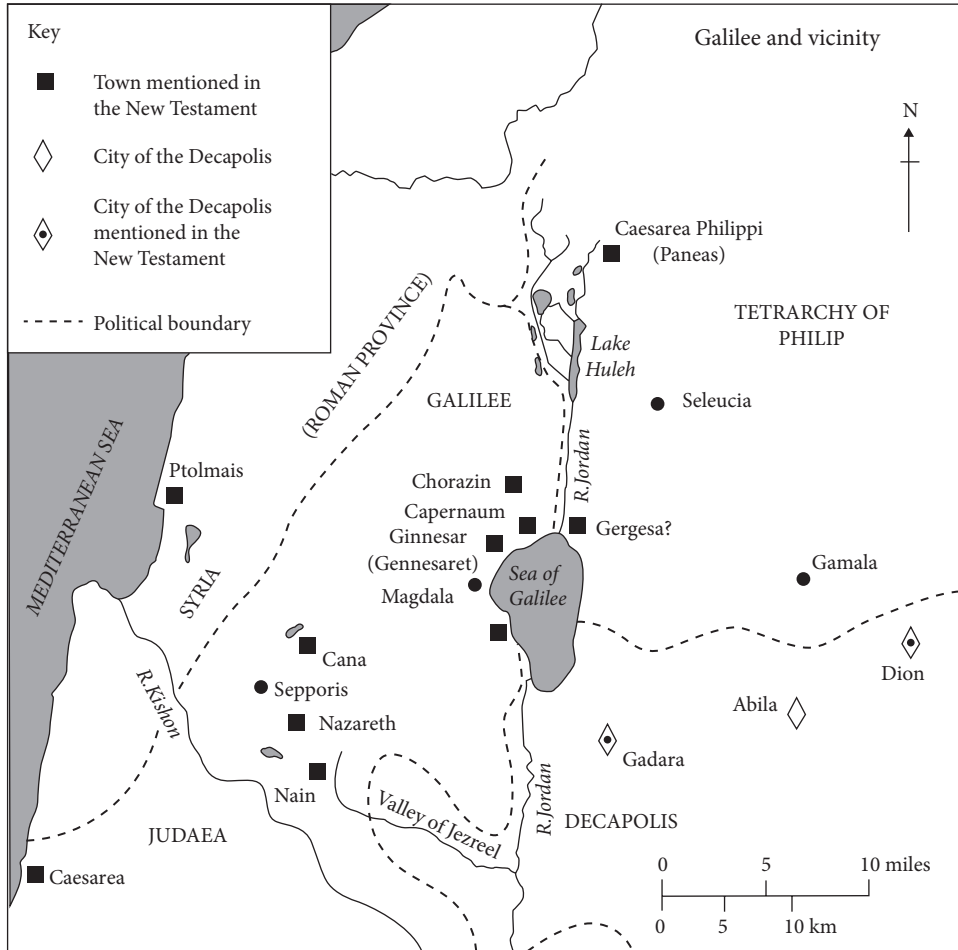 Key
Town mentioned in
the New Testament
City of the Decapolis
City of the Decapolis
mentioned in the
New Testament
Political boundary
Galilee and vicinity
N
Caesarea Philippi
(Paneas)
TETRARCHY OF
PHILIP
Lake
Huleh
(ROMAN PROVINCE)
GALILEE
Seleucia
MEDITERRANEAN SEA
Ptolmais
Chorazin
R.Jordan
Capernaum
Gergesa?
Ginnesar
(Gennesaret)
Sea of
Galilee
Gamala
Magdala
SYRIA
Cana
Dion
R.Kishon
Sepporis
Abila
Nazareth
Gadara
Nain
Valley of Jezreel
R.Jordan
DECAPOLIS
JUDAEA
Caesarea
0 5 10 miles
0 5 10 km